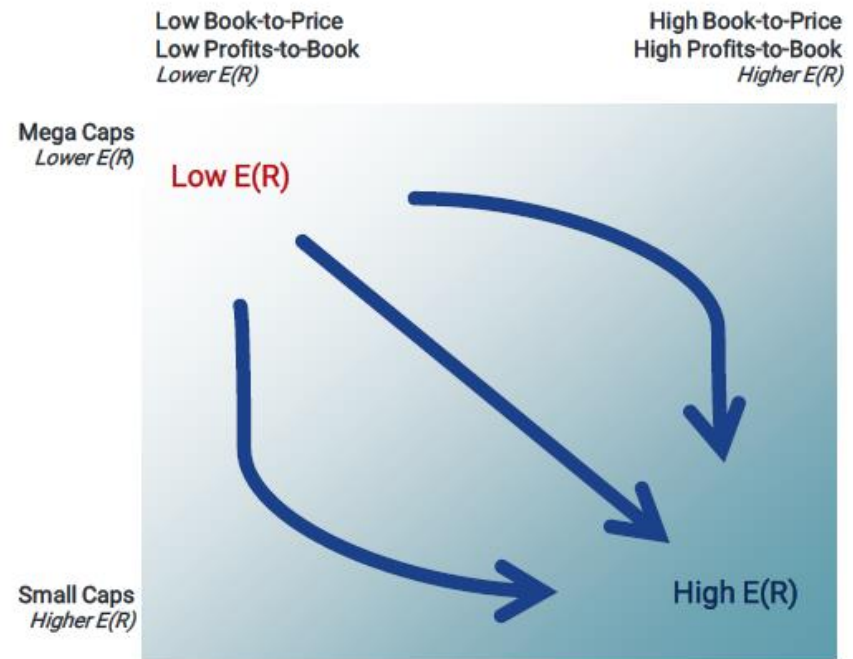 Low Book-to-Price
Low Profits-to-Book
Lower E(R)
High Book-to-Price
High Profits-to-Book
Higher E(R)
Mega Caps
Lower E(R)
Low E(R)
Small Caps
Higher E(R)
High E(R)